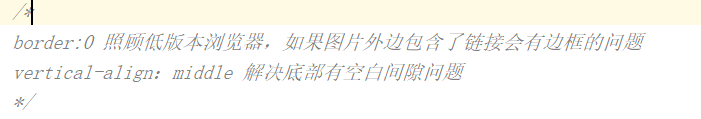 /*
border:0 照顾低版本浏览器，如果图片外边包含了链接会有边框的问题
vertical-align：middle 解决底部有空白间隙问题
*/